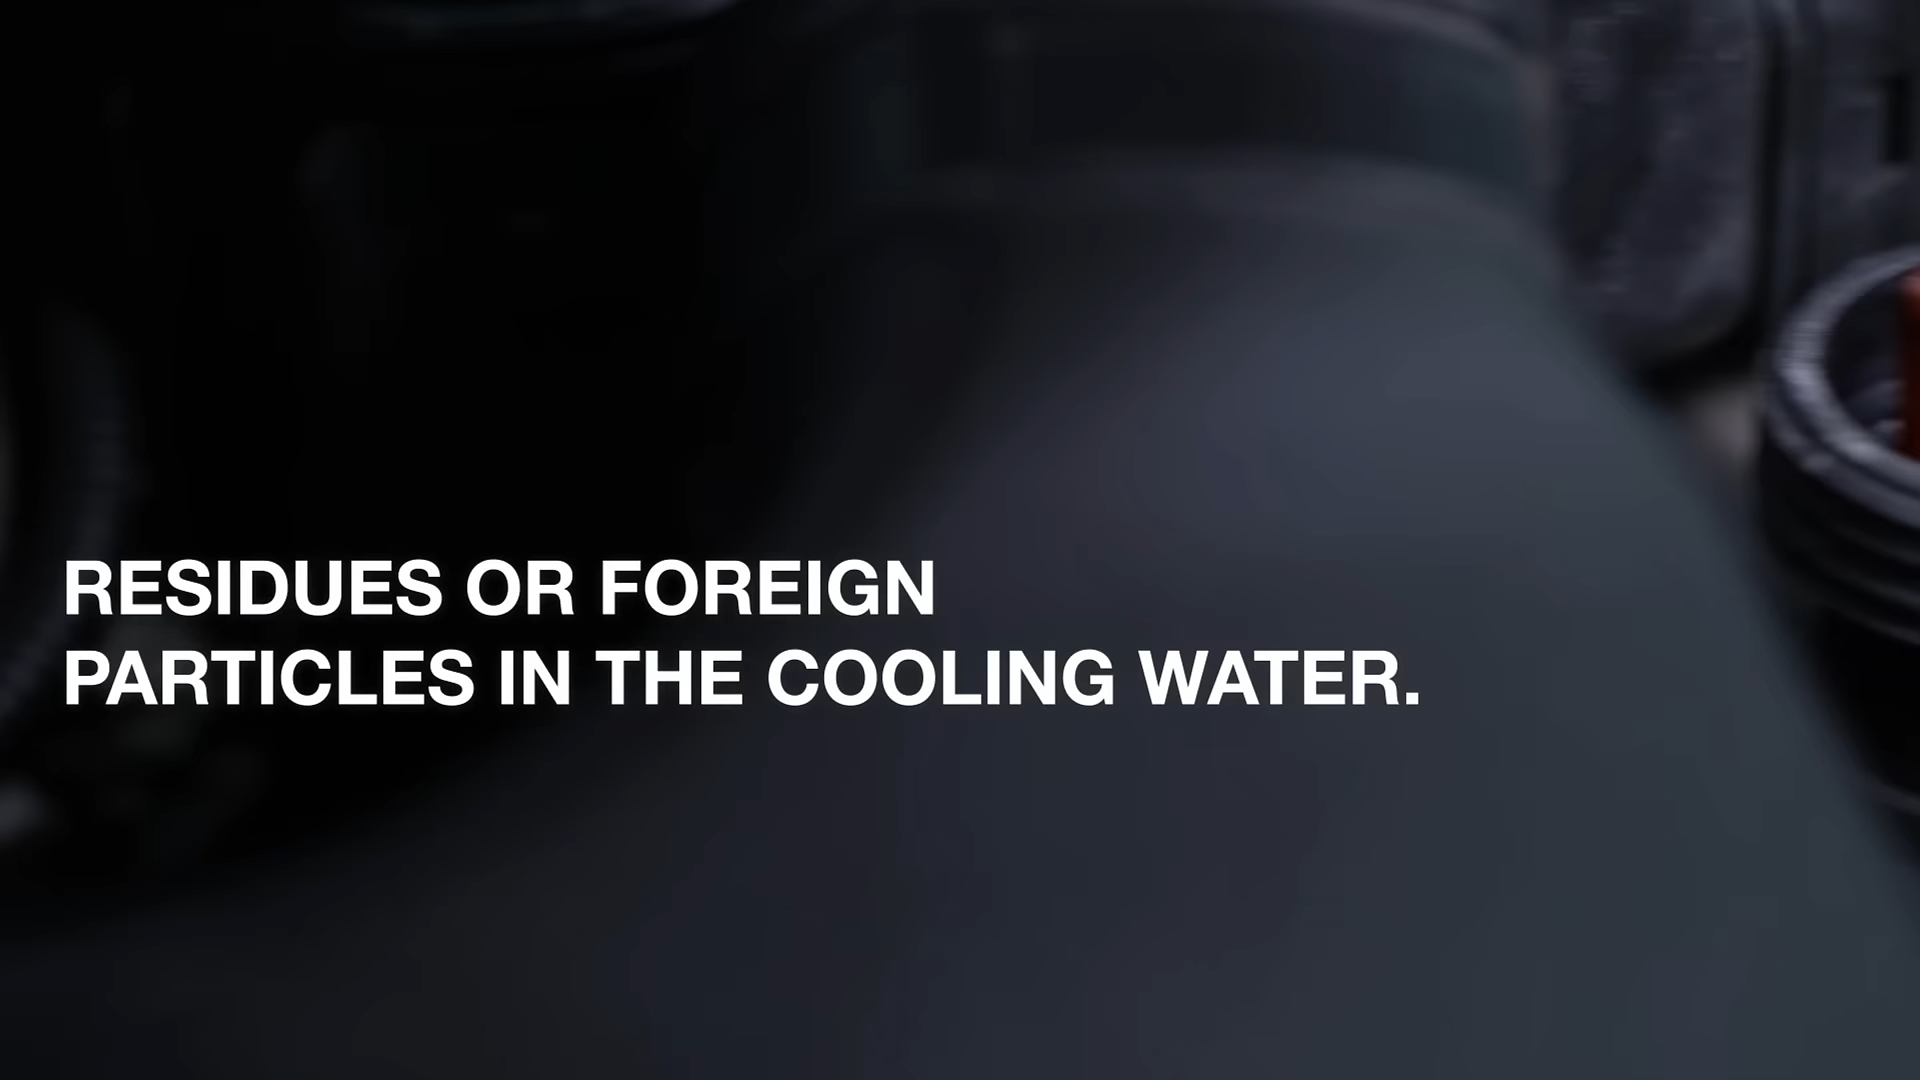 RESIDUES OR FOREIGN
PARTICLES IN THE COOLING WATER.